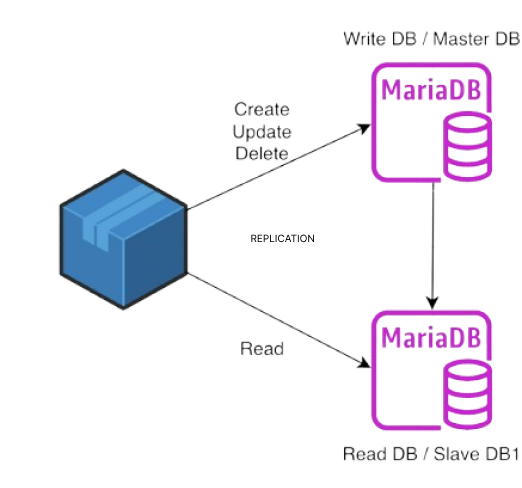 Write DB / Master DB
MariaDB
Create
Update
Delete
REPLICATION
MariaDB
Read
Read DB / Slave DB1